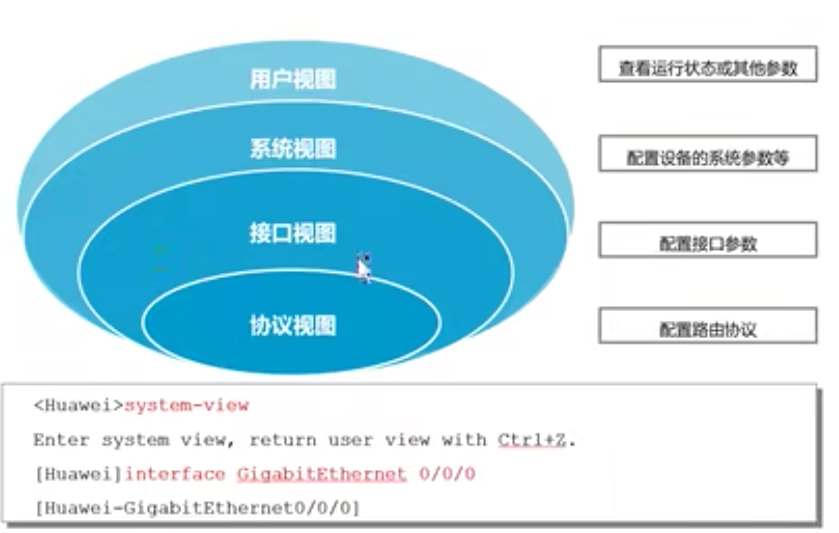 用户视图
查看运行状态或其他参数
系统视图
配置设备的系统参数等
接口视图
配置接口参数
协议视图
配置路由协议
<Huawei>system-view
Enter system view, return user view with Ctrl+Z.
[Huawei]interface GigabitEthernet 0/0/0
[Huawei-GigabitEthernet0/0/0]